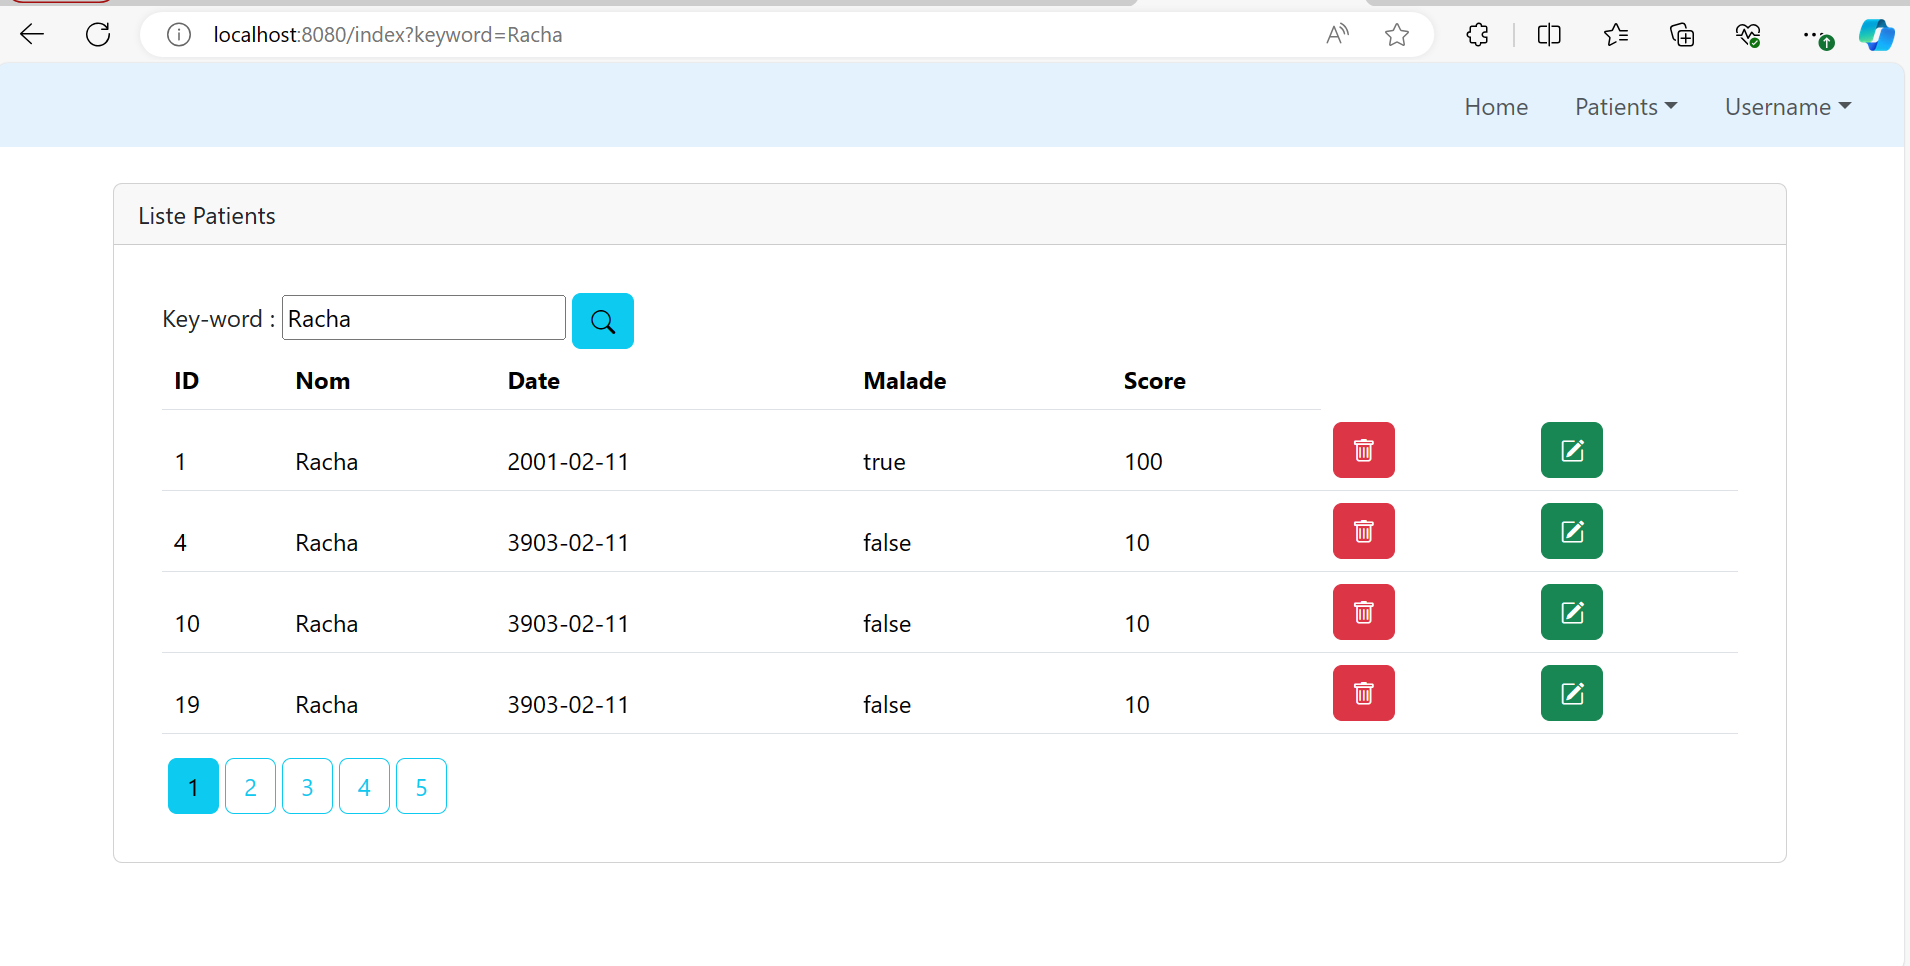 localhost:8080/index?keyword=Racha
Home Patients Username
Liste Patients
Key-word : Racha
ID Nom Date Malade Score
1 Racha 2001-02-11 true 100
4 Racha 3903-02-11 false 10
10 Racha 3903-02-11 false 10
19 Racha 3903-02-11 false 10
1 2 3 4 5